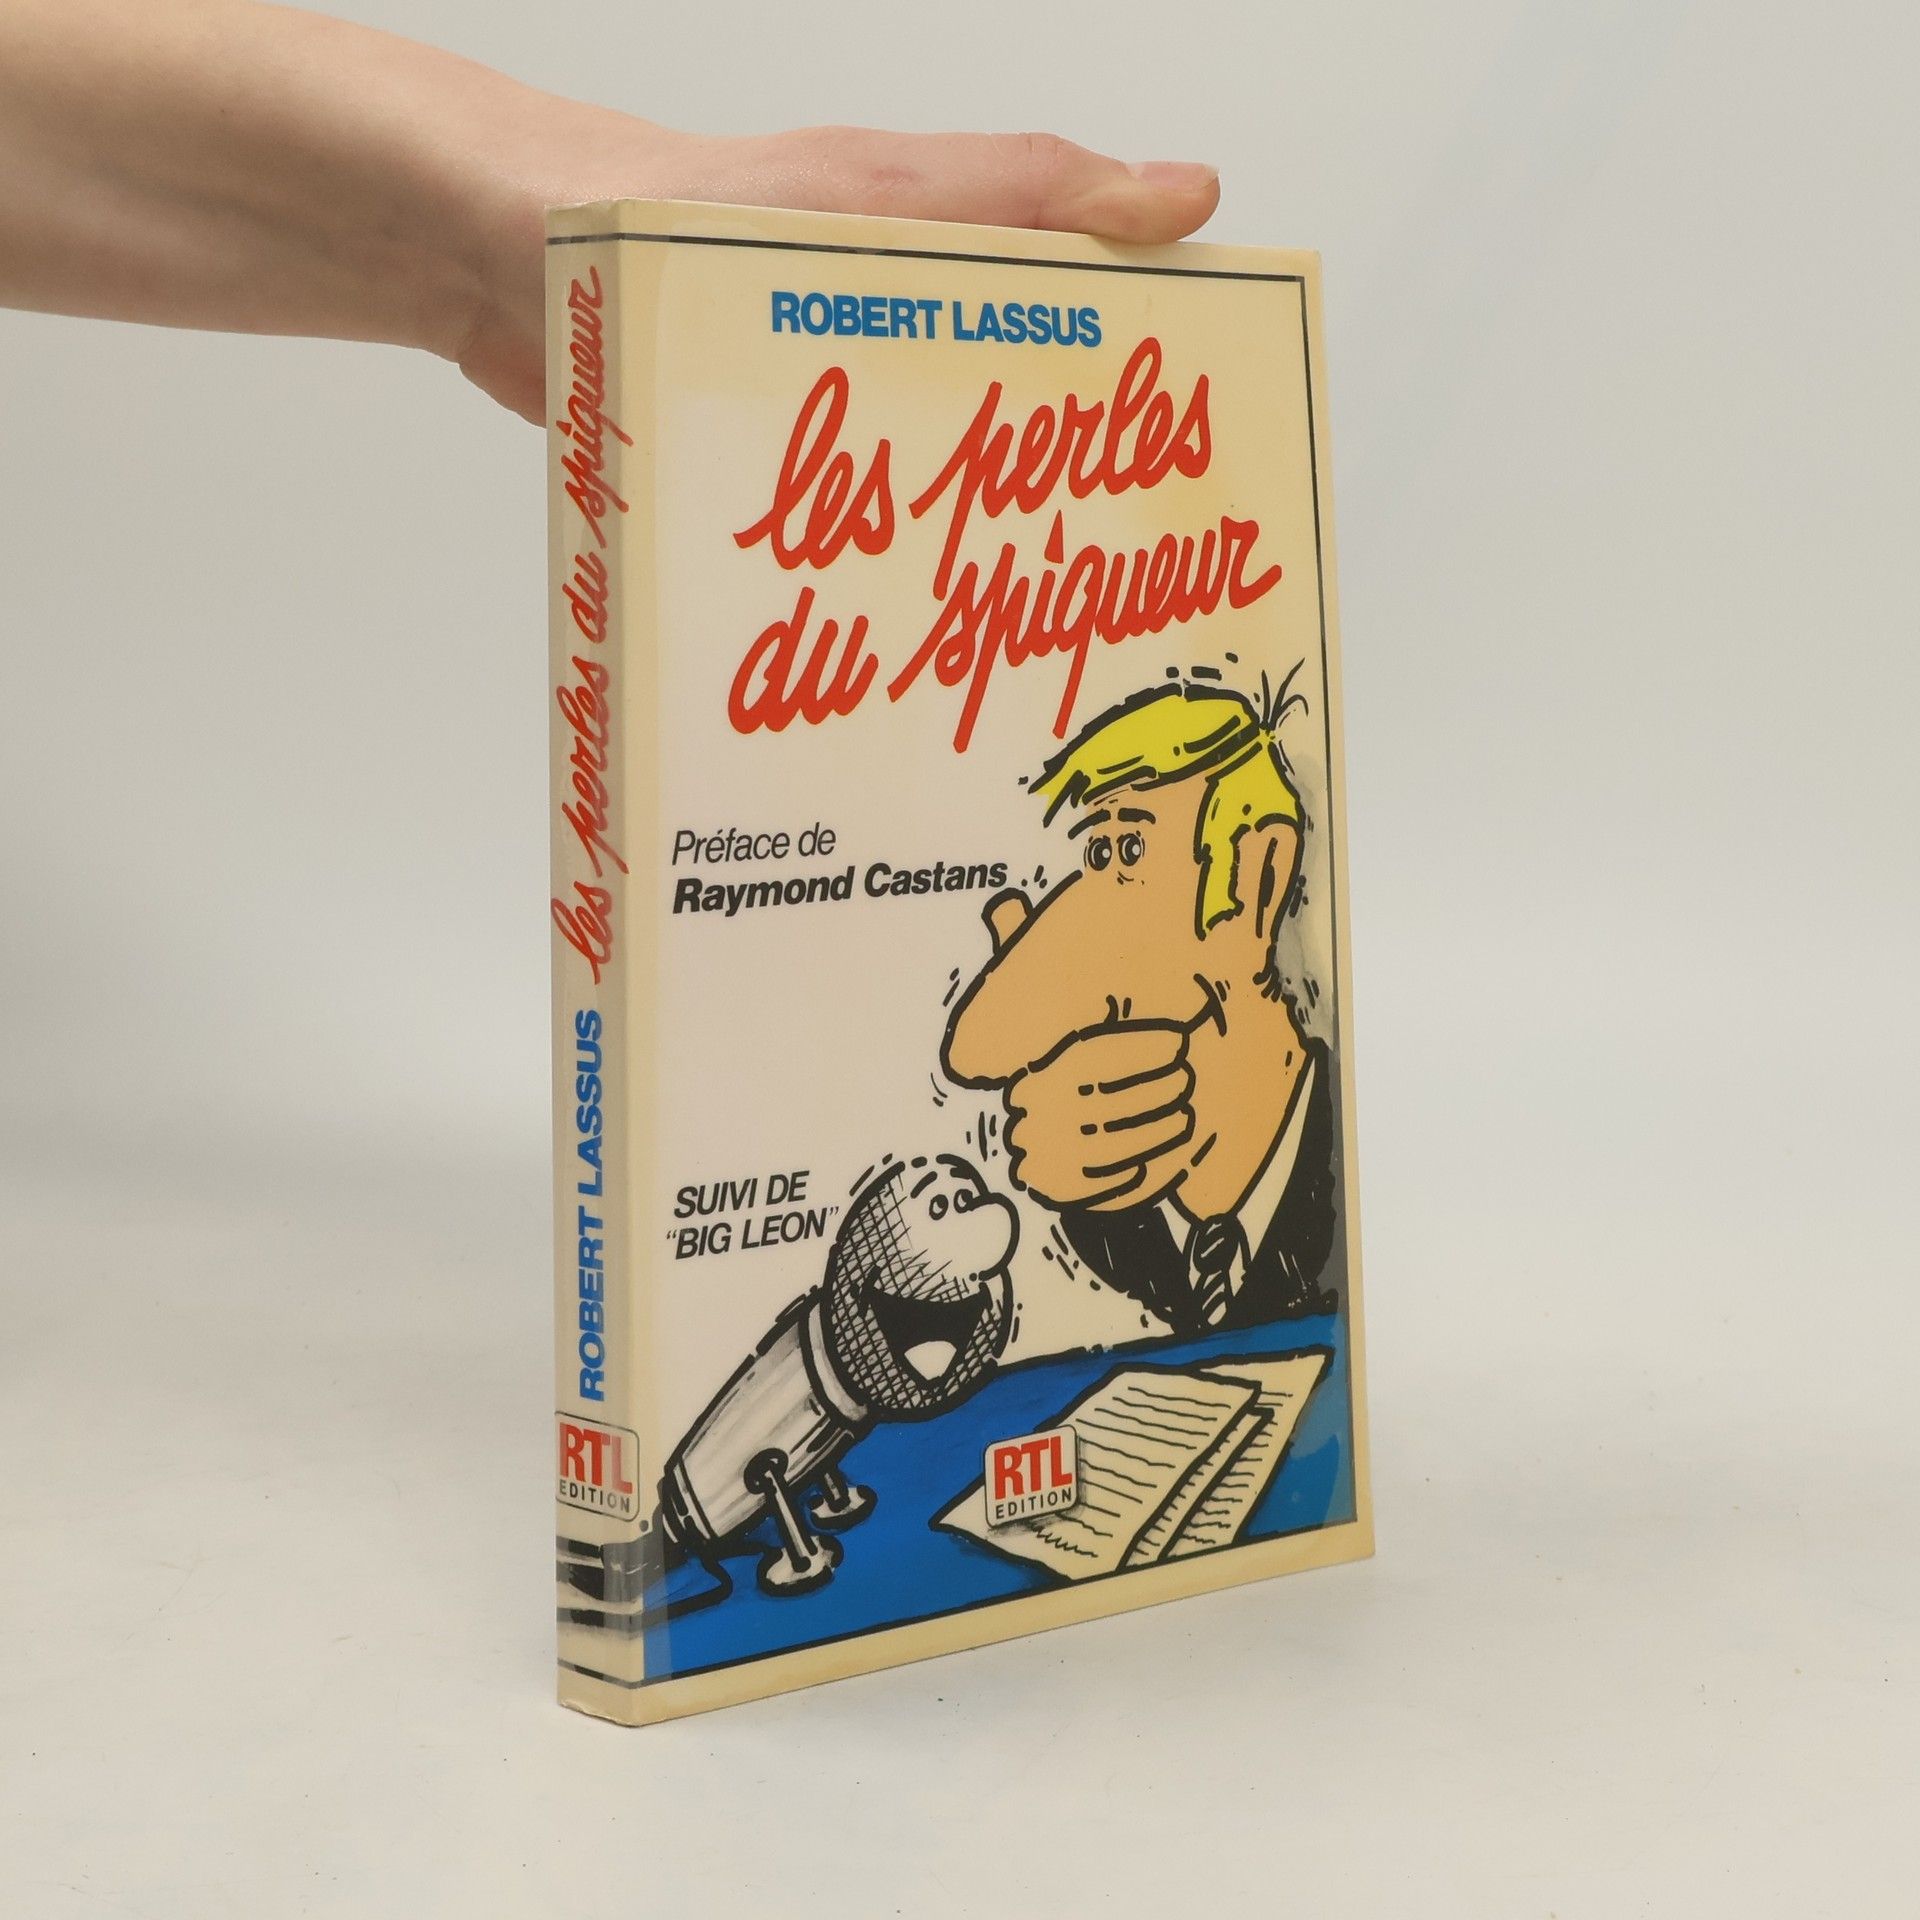 ROBERT LASSUS
les perles
du spiqueur
Préface de
Raymond Castans
SUIVI DE
“BIG LEON”
RTL
EDITION
les perles du spiqueur
ROBERT LASSUS
RTL
EDITION